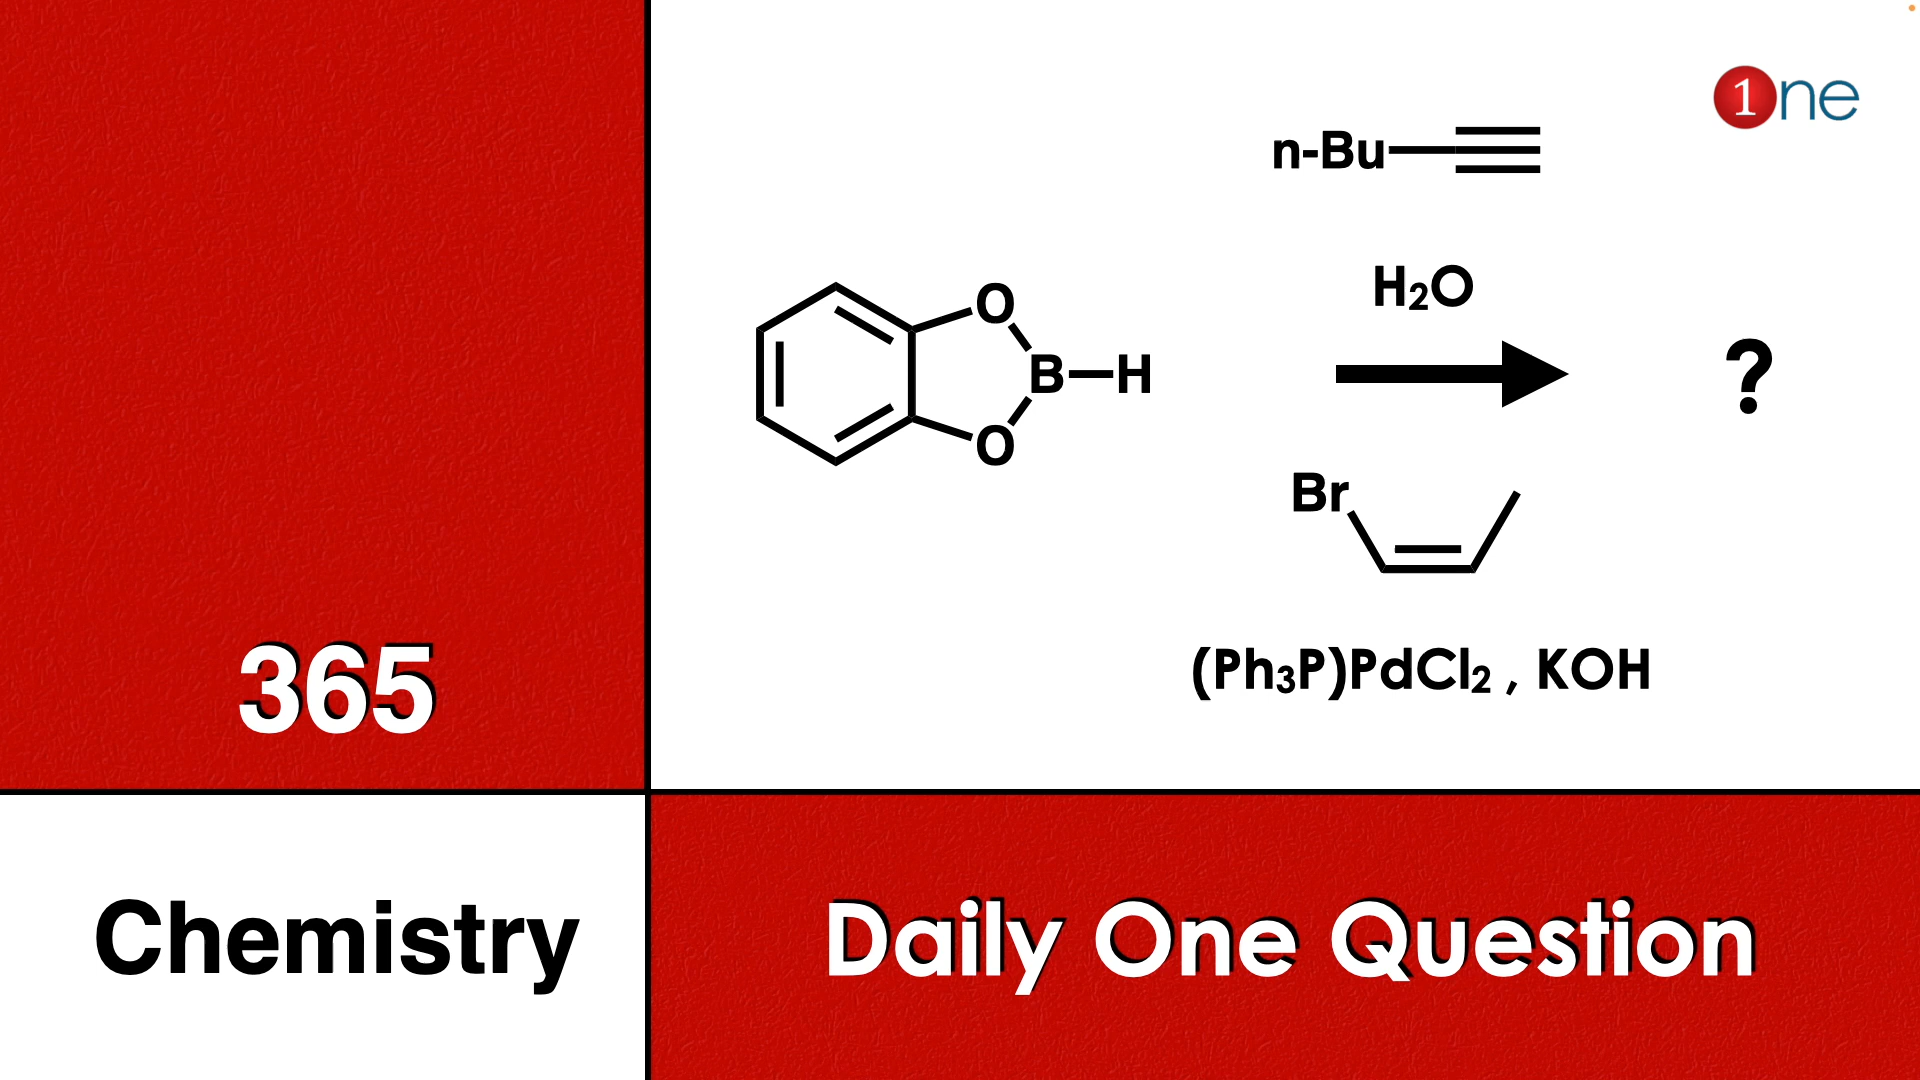 1ne
n-Bu
H₂O
O
B-H
O
?
Br
(Ph₃P)PdCl₂ , KOH
365
Chemistry
Daily One Question